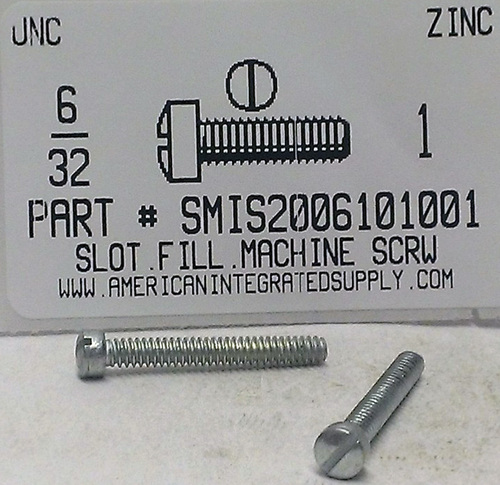 UNC ZINC
6
32
1
PART # SMIS2006101001
SLOT.FILL.MACHINE SCRW
WWW.AMERICANINTEGRATEDSUPPLY.COM